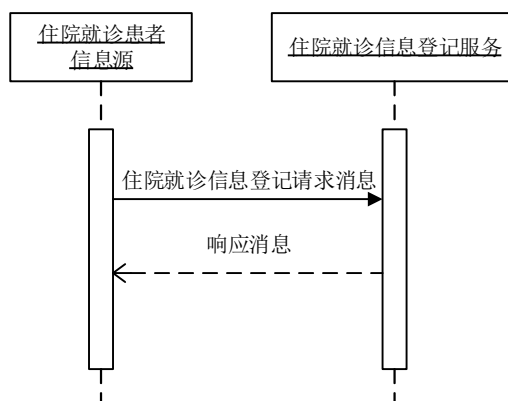 住院就诊患者
信息源
住院就诊信息登记服务
住院就诊信息登记请求消息
响应消息